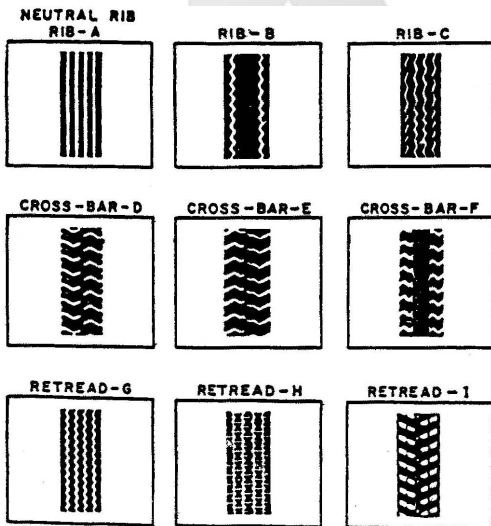 NEUTRAL RIB
RIB-A
RIB-B
RIB-C
CROSS-BAR-D
CROSS-BAR-E
CROSS-BAR-F
RETREAD-G
RETREAD-H
RETREAD-I